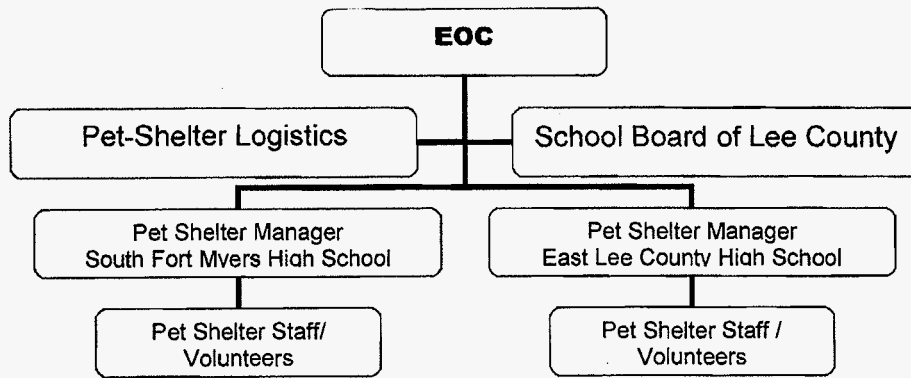 EOC
Pet-Shelter Logistics
School Board of Lee County
Pet Shelter Manager
South Fort Myers High School
Pet Shelter Manager
East Lee County High School
Pet Shelter Staff/
Volunteers
Pet Shelter Staff /
Volunteers